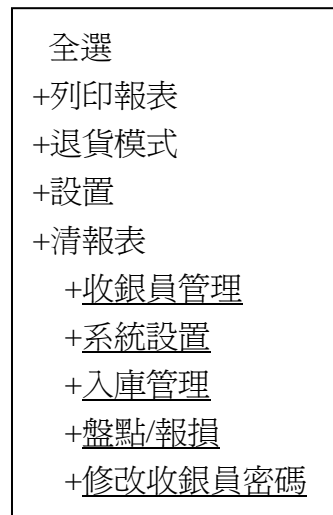 全選
+列印報表
+退貨模式
+設置
+清報表
+收銀員管理
+系統設置
+入庫管理
+盤點/報損
+修改收銀員密碼